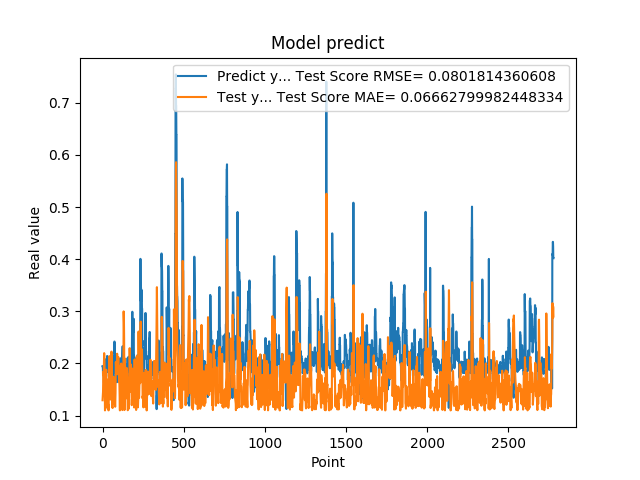 Model predict
Predict y... Test Score RMSE= 0.0801814360608
Test y... Test Score MAE= 0.06662799982448334
0.7
0.6
0.5
0.4
0.3
0.2
0.1
Real value
0 500 1000 1500 2000 2500
Point